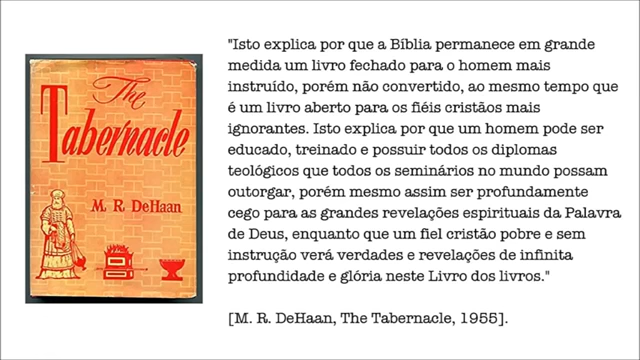 The
Tabernacle
M. R. DeHaan
"Isto explica por que a Bíblia permanece em grande
medida um livro fechado para o homem mais
instruído, porém não convertido, ao mesmo tempo que
é um livro aberto para os fiéis cristãos mais
ignorantes. Isto explica por que um homem pode ser
educado, treinado e possuir todos os diplomas
teológicos que todos os seminários no mundo possam
outorgar, porém mesmo assim ser profundamente
cego para as grandes revelações espirituais da Palavra
de Deus, enquanto que um fiel cristão pobre e sem
instrução verá verdades e revelações de infinita
profundidade e glória neste Livro dos livros."
[M. R. DeHaan, The Tabernacle, 1955].